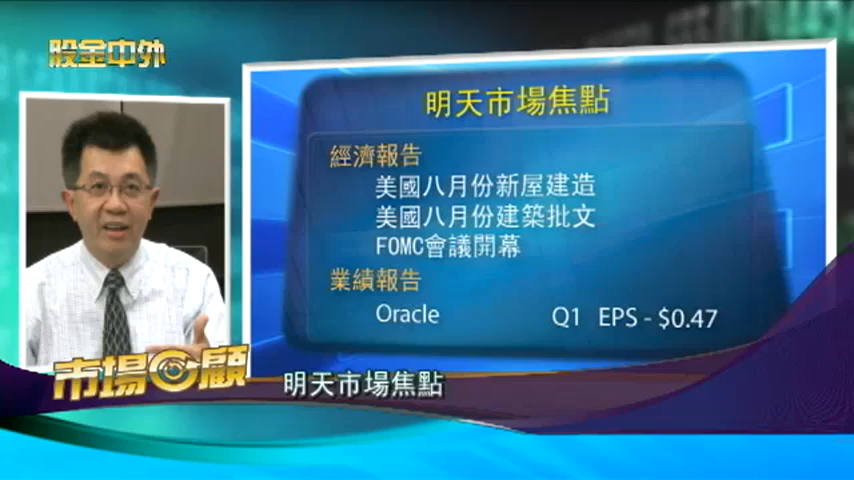 股金中外
明天市場焦點
經濟報告
美國八月份新屋建造
美國八月份建築批文
FOMC會議開幕
業績報告
Oracle Q1 EPS - $0.47
市場回顧
明天市場焦點